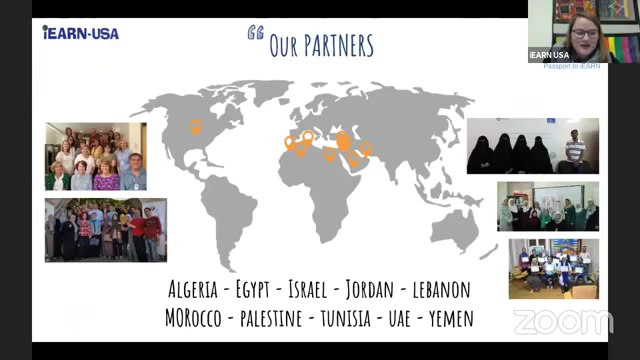 iEARN-USA
“ OUR PARTNERS
iEARN USA
Passport to iEARN
ALGERIA - EGYPT - ISRAEL - JORDAN - LEBANON
MOROCCO - PALESTINE - TUNISIA - UAE - YEMEN
zoom